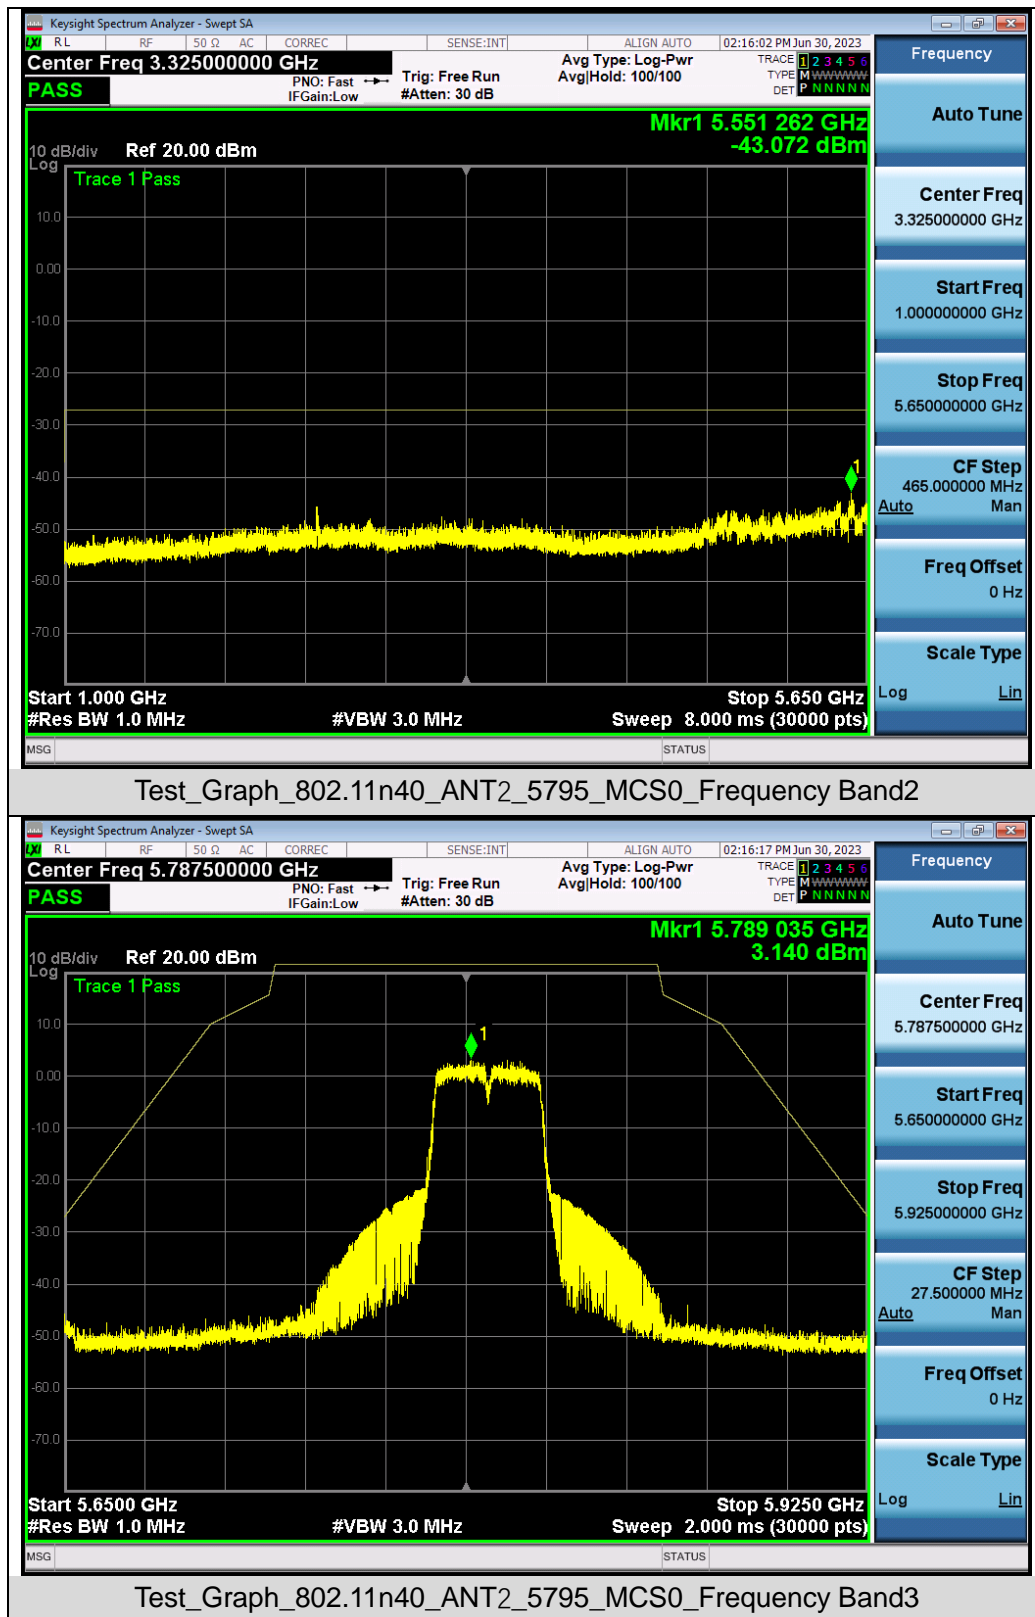 Keysight Spectrum Analyzer - Swept SA
LXI RL RF 50 Ω AC CORREC SENSE:INT ALIGN AUTO 02:16:02 PM Jun 30, 2023
Center Freq 3.325000000 GHz
PNO: Fast
IFGain:Low
Trig: Free Run
#Atten: 30 dB
Avg Type: Log-Pwr
Avg|Hold: 100/100
TRACE 1 2 3 4 5 6
TYPE M WWWWW
DET P N N N N N
PASS
Mkr1 5.551 262 GHz
-43.072 dBm
10 dB/div Ref 20.00 dBm
Log
Trace 1 Pass
10.0
0.00
-10.0
-20.0
-30.0
-40.0
-50.0
-60.0
-70.0
1
Start 1.000 GHz Stop 5.650 GHz
#Res BW 1.0 MHz #VBW 3.0 MHz Sweep 8.000 ms (30000 pts)
MSG STATUS
Frequency
Auto Tune
Center Freq
3.325000000 GHz
Start Freq
1.000000000 GHz
Stop Freq
5.650000000 GHz
CF Step
465.000000 MHz
Auto Man
Freq Offset
0 Hz
Scale Type
Log Lin
Test_Graph_802.11n40_ANT2_5795_MCS0_Frequency Band2
Keysight Spectrum Analyzer - Swept SA
LXI RL RF 50 Ω AC CORREC SENSE:INT ALIGN AUTO 02:16:17 PM Jun 30, 2023
Center Freq 5.787500000 GHz
PNO: Fast
IFGain:Low
Trig: Free Run
#Atten: 30 dB
Avg Type: Log-Pwr
Avg|Hold: 100/100
TRACE 1 2 3 4 5 6
TYPE M WWWWW
DET P N N N N N
PASS
Mkr1 5.789 035 GHz
3.140 dBm
10 dB/div Ref 20.00 dBm
Log
Trace 1 Pass
10.0
0.00
-10.0
-20.0
-30.0
-40.0
-50.0
-60.0
-70.0
1
Start 5.6500 GHz Stop 5.9250 GHz
#Res BW 1.0 MHz #VBW 3.0 MHz Sweep 2.000 ms (30000 pts)
MSG STATUS
Frequency
Auto Tune
Center Freq
5.787500000 GHz
Start Freq
5.650000000 GHz
Stop Freq
5.925000000 GHz
CF Step
27.500000 MHz
Auto Man
Freq Offset
0 Hz
Scale Type
Log Lin
Test_Graph_802.11n40_ANT2_5795_MCS0_Frequency Band3